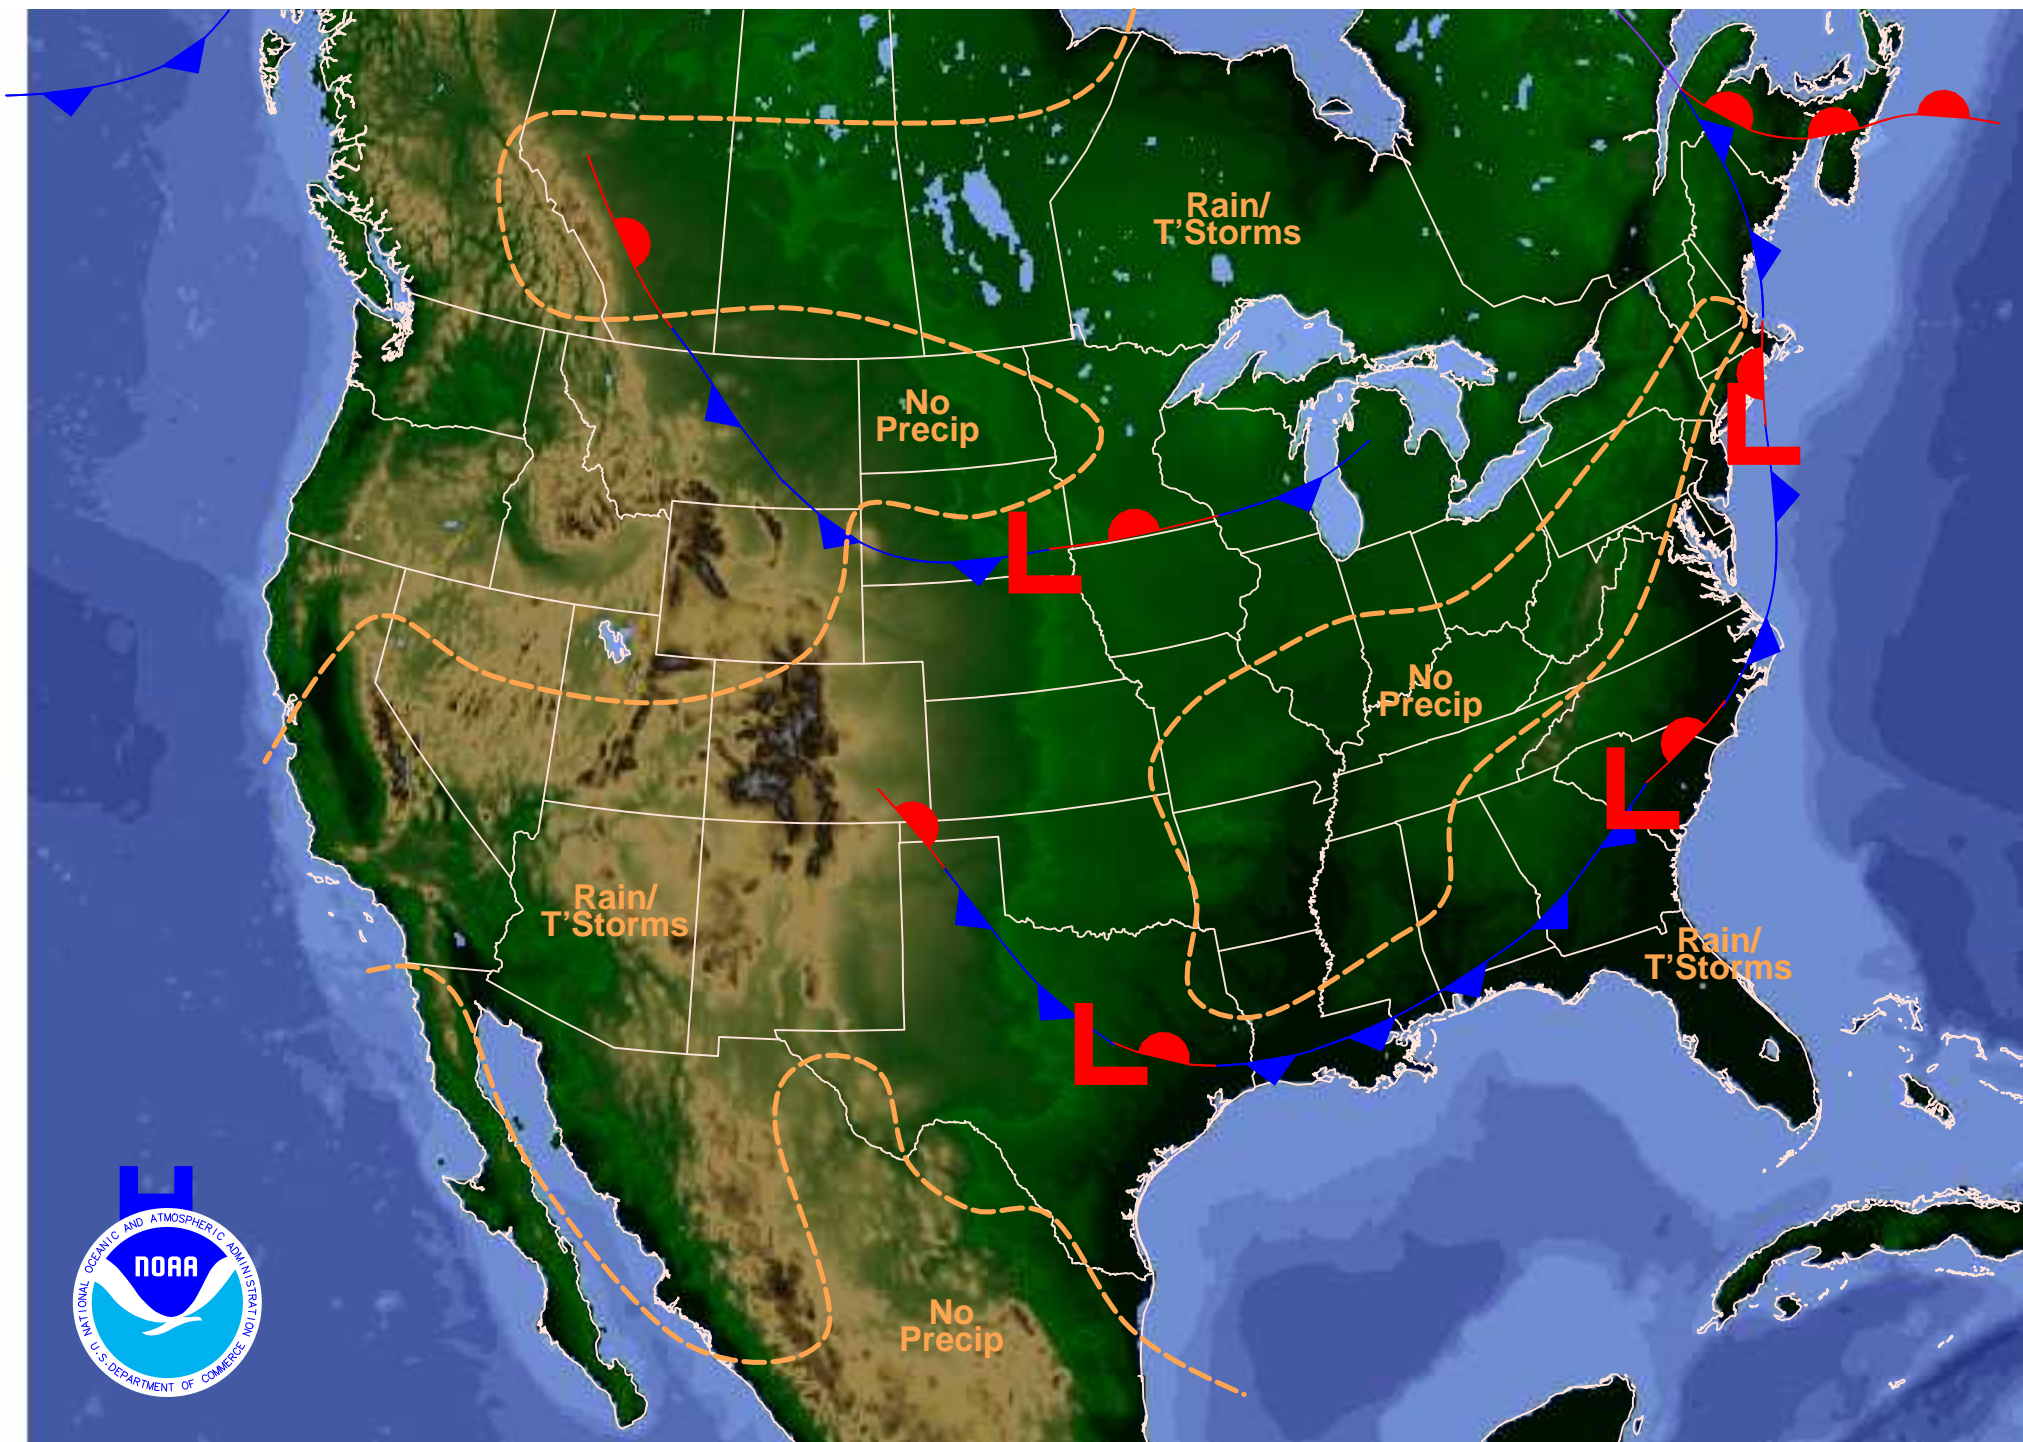 Rain/
T'Storms
No
Precip
L
L
No
Precip
L
Rain/
T'Storms
Rain/
T'Storms
L
No
Precip
H
NATIONAL OCEANIC AND ATMOSPHERIC ADMINISTRATION
NOAA
U.S. DEPARTMENT OF COMMERCE